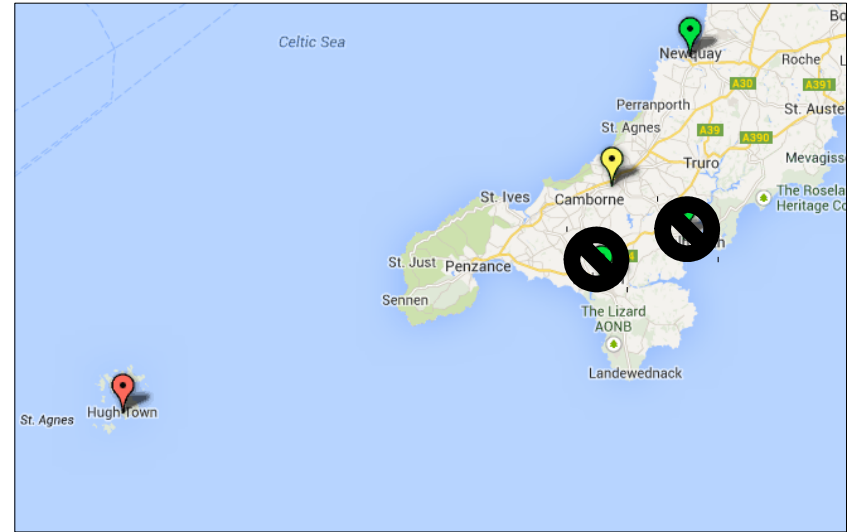 Bo
Celtic Sea
Newquay
Roche
L
A30
A391
Perranporth
St. Auste
St. Agnes
A39
A390
Truro
Mevagiss
St. Ives
Camborne
The Rosela
Heritage Co
St. Just
Penzance
Sennen
The Lizard
AONB
Landewednack
Hugh Town
St. Agnes